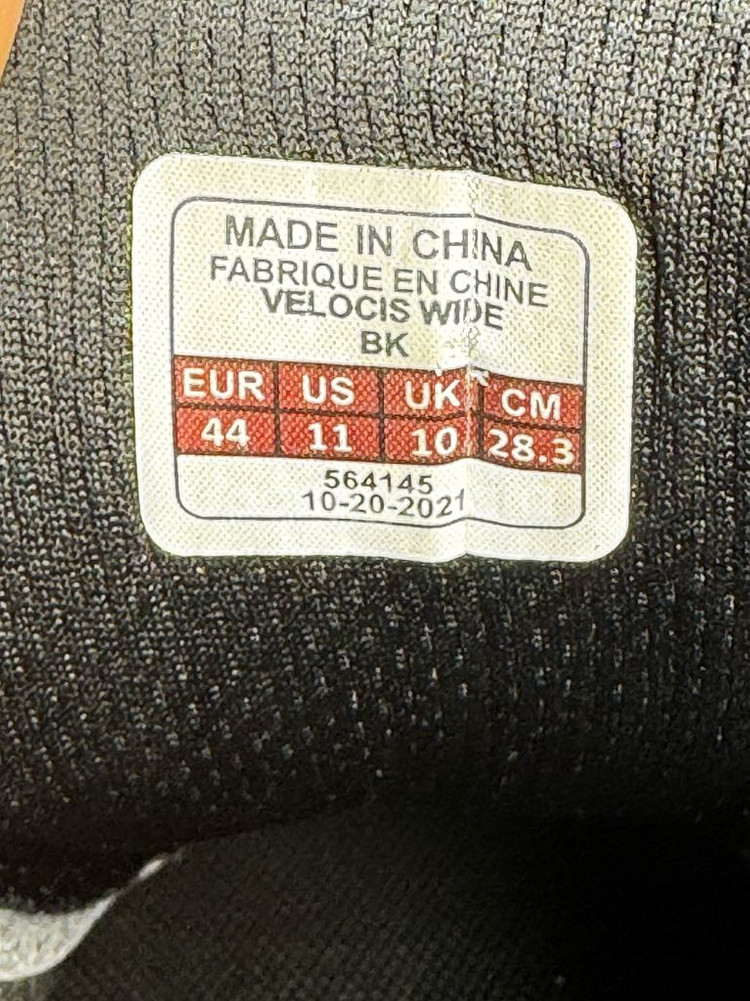 MADE IN CHINA
FABRIQUE EN CHINE
VELOCIS WIDE
BK
EUR US UK CM
44 11 10 28.3
564145
10-20-2021